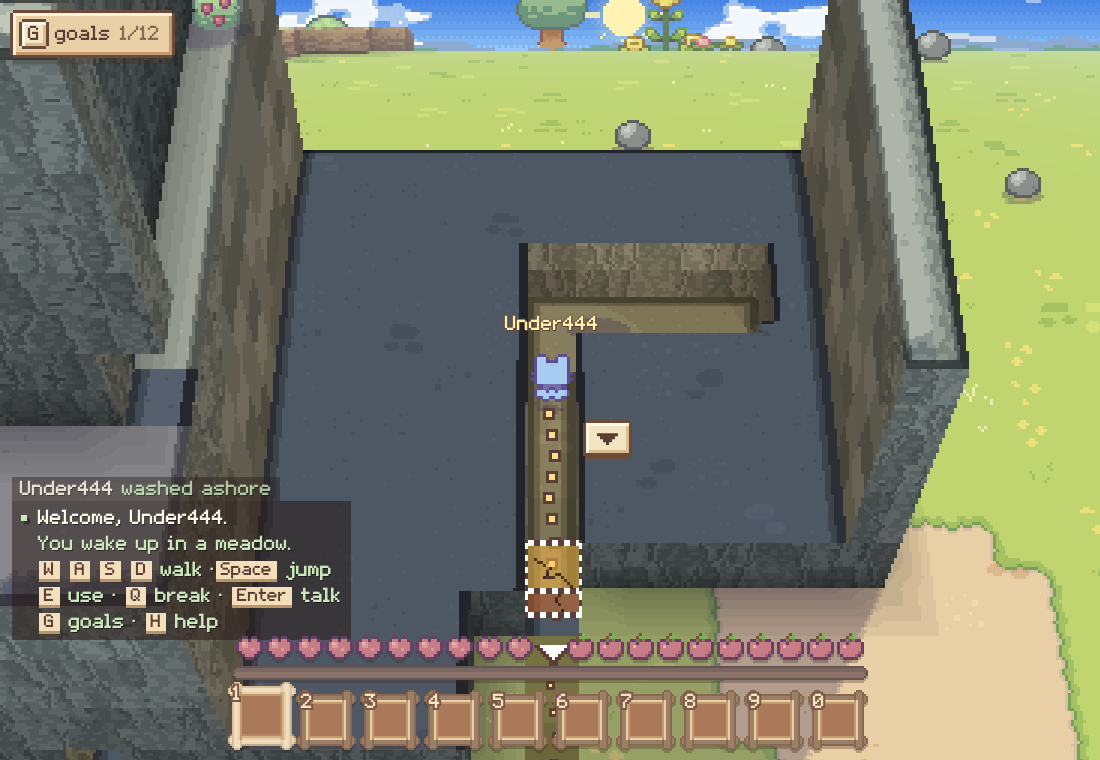 G goals 1/12
Under444
Under444 washed ashore
Welcome, Under444.
You wake up in a meadow.
W A S D walk · Space jump
E use · Q break · Enter talk
G goals · H help
1 2 3 4 5 6 7 8 9 0